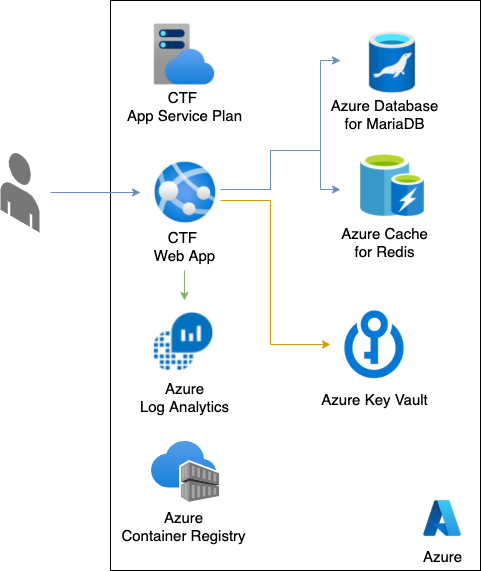 CTF
App Service Plan
Azure Database
for MariaDB
CTF
Web App
Azure Cache
for Redis
Azure
Log Analytics
Azure Key Vault
Azure
Container Registry
Azure